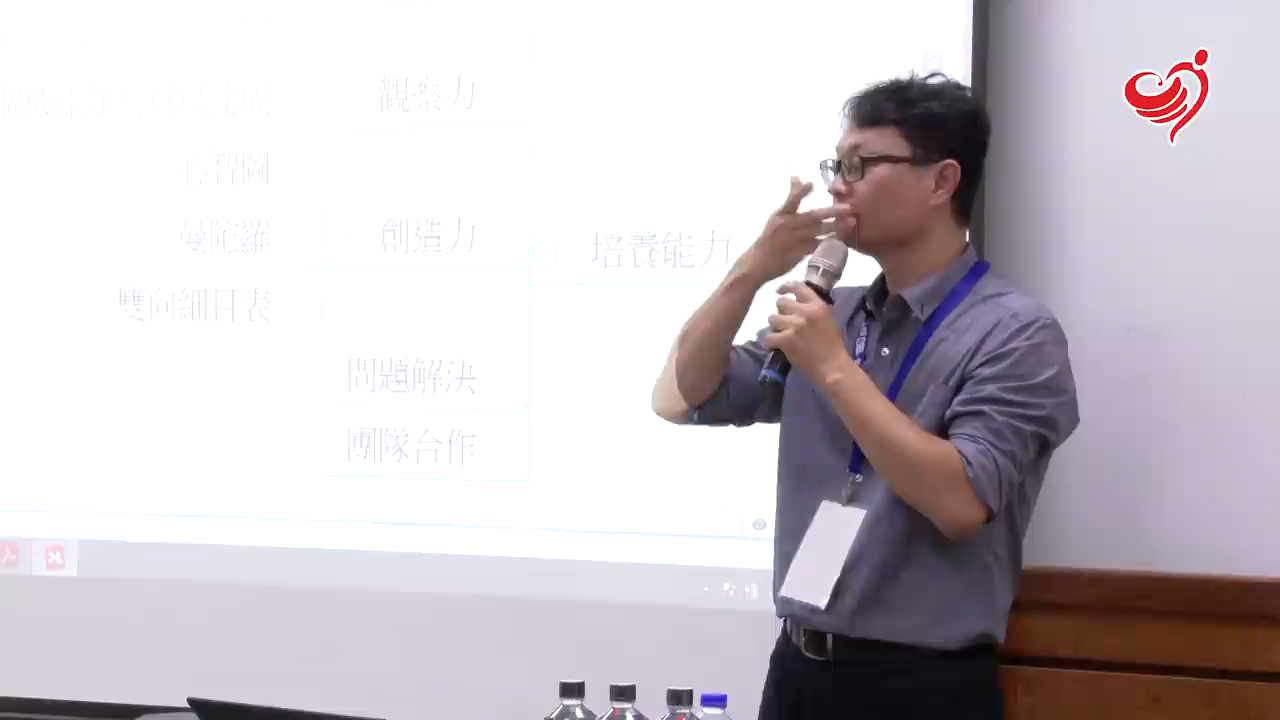 觀察力
心智圖
曼陀羅
創造力
培養能力
雙向細目表
問題解決
團隊合作